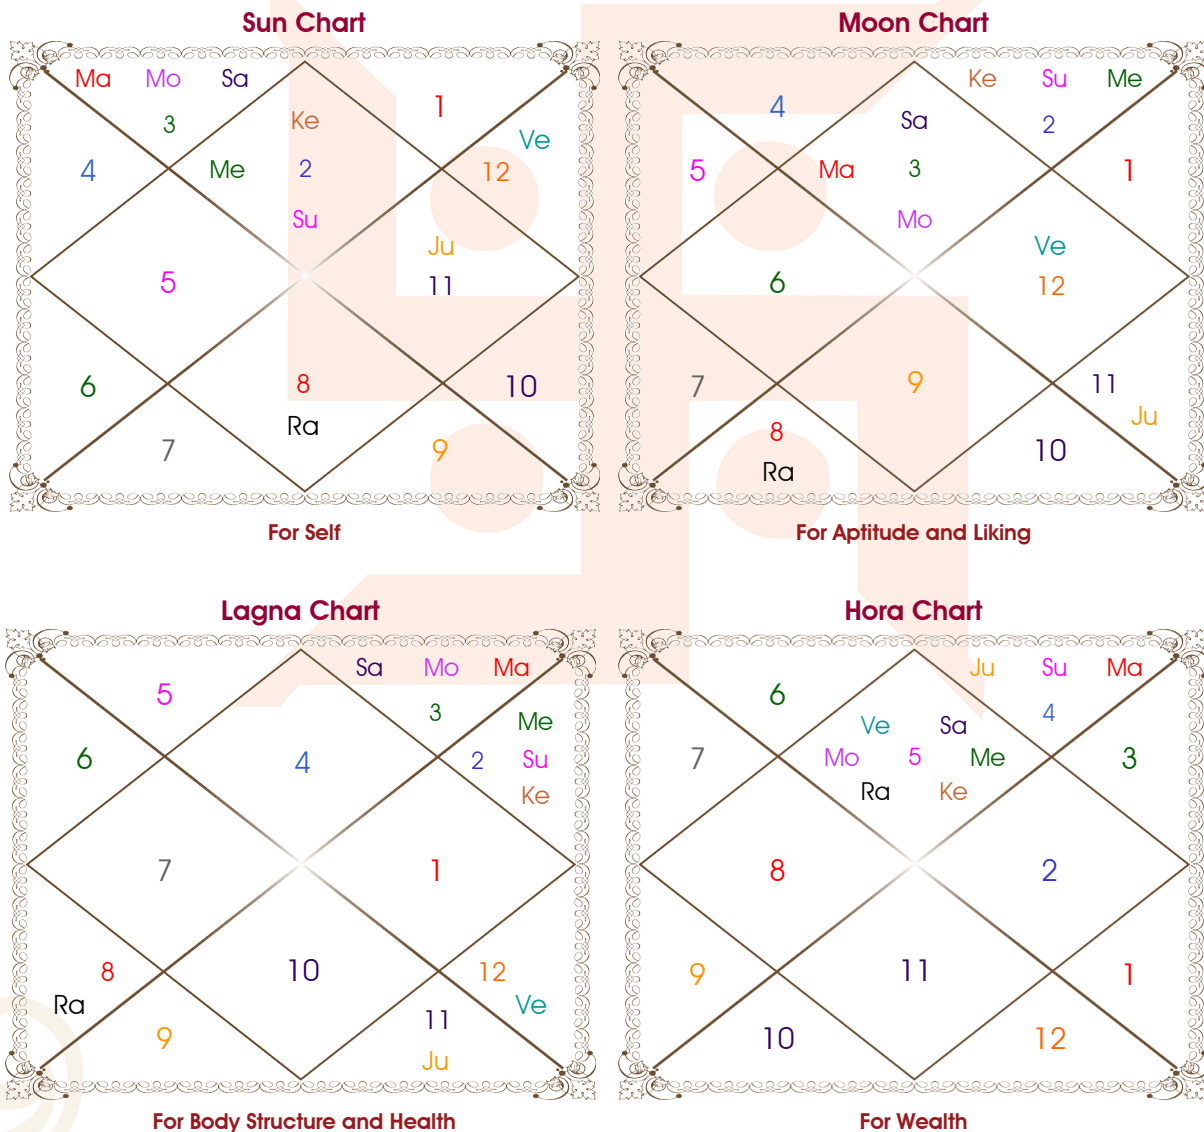 Sun Chart
Ma Mo Sa
3
4
Me
Ke
2
Su
1
Ve
12
Ju
11
5
6
7
8
Ra
9
10
For Self
Moon Chart
4
5
Sa
Ma 3
Mo
Ke Su Me
2
1
Ve
12
6
7
8
Ra
9
11
Ju
10
For Aptitude and Liking
Lagna Chart
5
6
4
Sa Mo Ma
3
Me
2 Su
Ke
7
1
8
Ra
9
10
12
Ve
11
Ju
For Body Structure and Health
Hora Chart
6
7
Ve Sa
Mo 5 Me
Ra Ke
Ju Su Ma
4
3
8
2
9
10
11
1
12
For Wealth